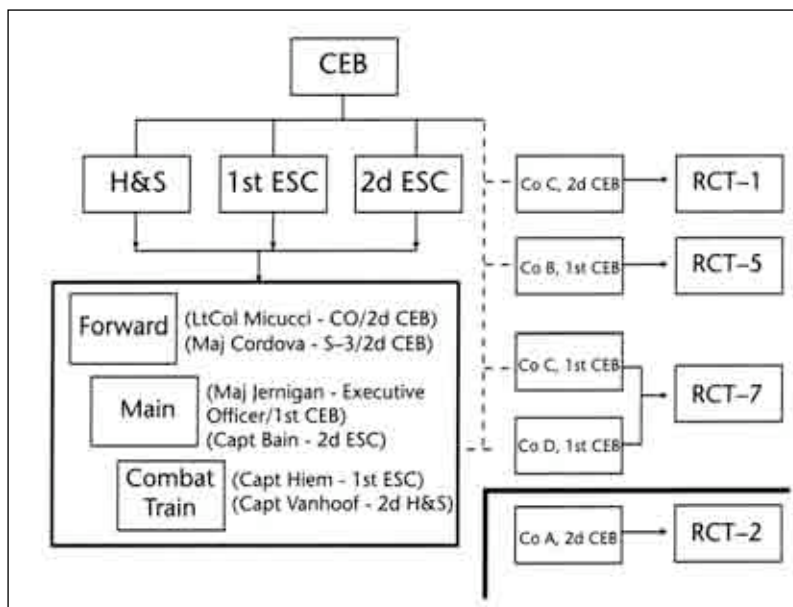 CEB
H&S
1st ESC
2d ESC
Co C, 2d CEB
RCT–1
Co B, 1st CEB
RCT–5
Forward
(LtCol Micucci - CO/2d CEB)
(Maj Cordova - S–3/2d CEB)
Main
(Maj Jernigan - Executive
Officer/1st CEB)
(Capt Bain - 2d ESC)
Combat
Train
(Capt Hiem - 1st ESC)
(Capt Vanhoof - 2d H&S)
Co C, 1st CEB
Co D, 1st CEB
RCT–7
Co A, 2d CEB
RCT–2